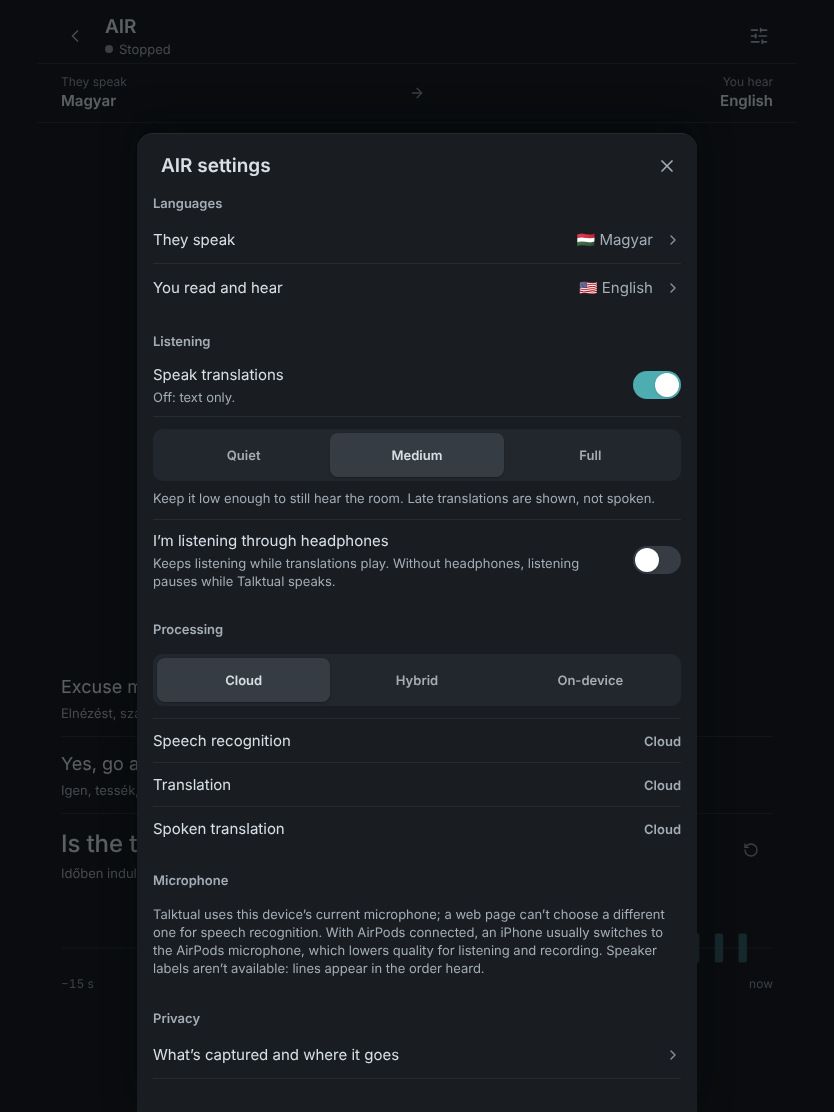 AIR
Stopped
They speak
You hear
Magyar
English
AIR settings
Languages
They speak
Magyar
You read and hear
English
Listening
Speak translations
Off: text only.
Quiet
Medium
Full
Keep it low enough to still hear the room. Late translations are shown, not spoken.
I’m listening through headphones
Keeps listening while translations play. Without headphones, listening
pauses while Talktual speaks.
Processing
Cloud
Hybrid
On-device
Speech recognition
Cloud
Translation
Cloud
Spoken translation
Cloud
Microphone
Talktual uses this device’s current microphone; a web page can’t choose a different
one for speech recognition. With AirPods connected, an iPhone usually switches to
the AirPods microphone, which lowers quality for listening and recording. Speaker
labels aren’t available: lines appear in the order heard.
Privacy
What’s captured and where it goes
Excuse
Elnézést,
Yes, go
Igen, tessék,
Is the
Időben indul
−15 s
now